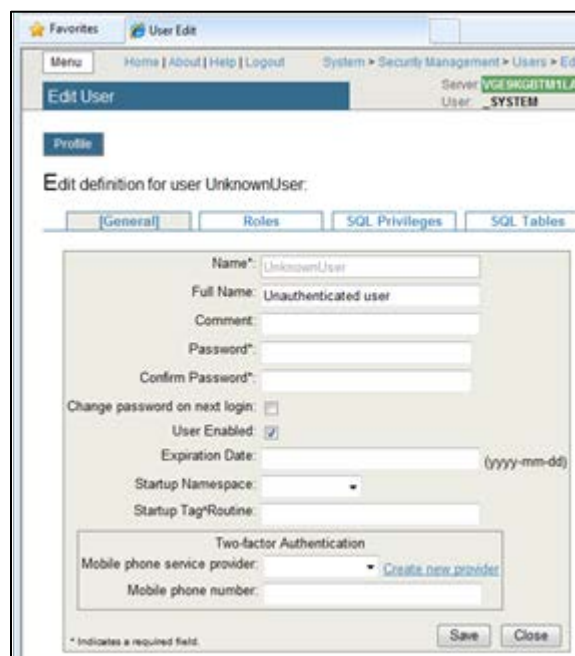 Favorites User Edit
Menu Home | About | Help | Logout System > Security Management > Users > Ed
Edit User Server: VGE9KGBTM1LA
User: _SYSTEM
Profile
Edit definition for user UnknownUser:
[General] Roles SQL Privileges SQL Tables
Name*: UnknownUser
Full Name: Unauthenticated user
Comment:
Password*:
Confirm Password*:
Change password on next login:
User Enabled:
Expiration Date: (yyyy-mm-dd)
Startup Namespace:
Startup Tag^Routine:
Two-factor Authentication
Mobile phone service provider: Create new provider
Mobile phone number:
* Indicates a required field. Save Close